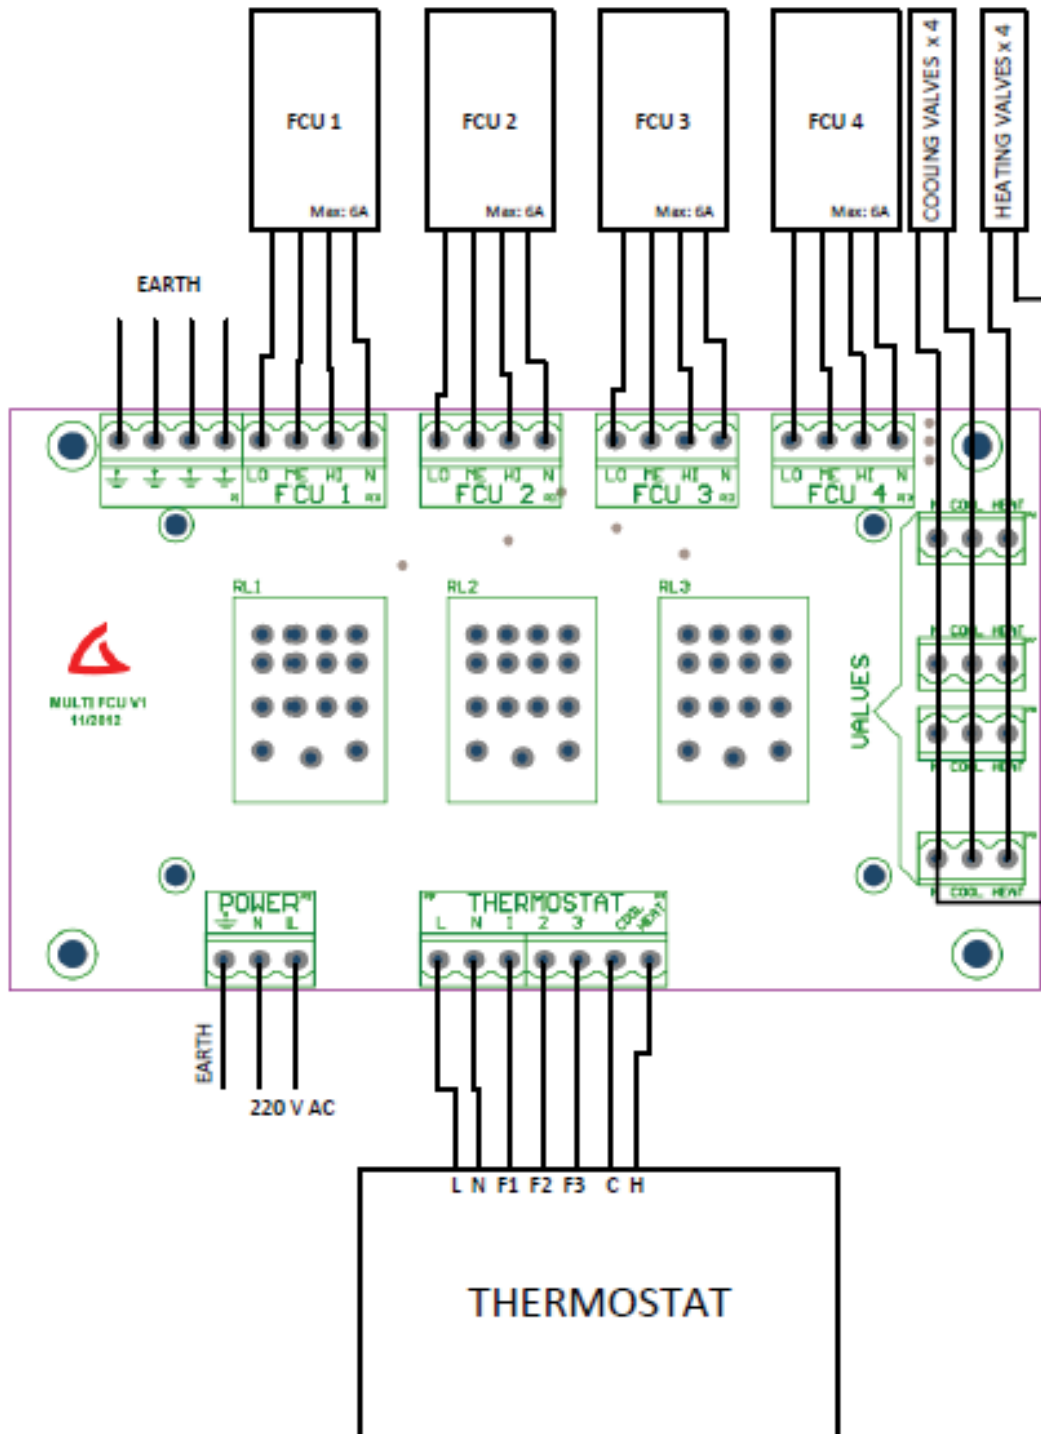 FCU 1
Max: 6A
FCU 2
Max: 6A
FCU 3
Max: 6A
FCU 4
Max: 6A
COOLING VALVES x 4
HEATING VALVES x 4
EARTH
LO ME HI N
FCU 1
LO ME HI N
FCU 2
LO ME HI N
FCU 3
LO ME HI N
FCU 4
N COOL HEAT
RL1
RL2
RL3
N COOL HEAT
MULTI FCU V1
11/2012
VALVES
N COOL HEAT
N COOL HEAT
POWER
N L
THERMOSTAT
L N 1 2 3 COOL HEAT
EARTH
220 V AC
L N F1 F2 F3 C H
THERMOSTAT